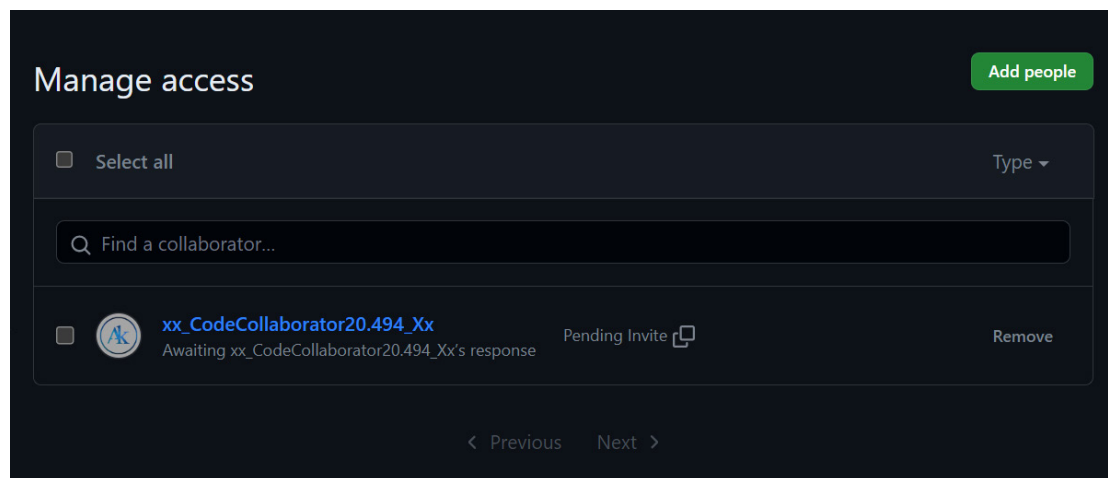 Manage access
Add people
Select all
Type
Find a collaborator...
xx_CodeCollaborator20.494_Xx
Awaiting xx_CodeCollaborator20.494_Xx's response
Pending Invite
Remove
Ak
Previous
Next